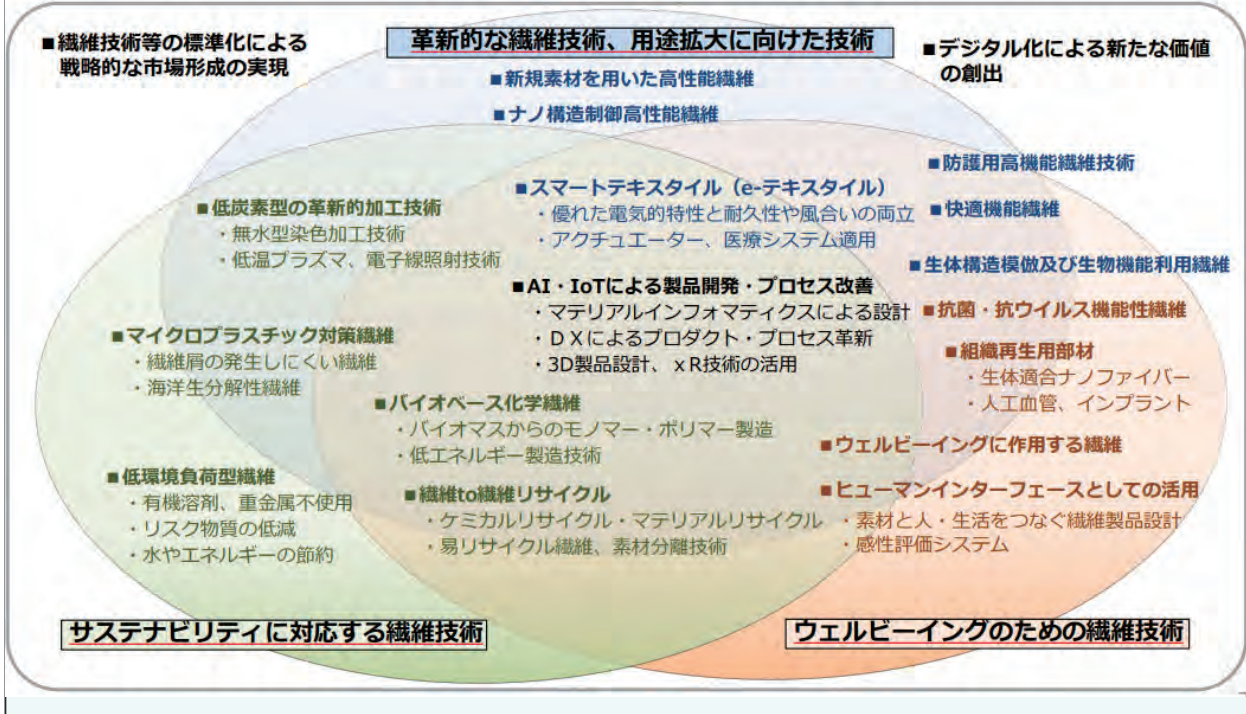 ■繊維技術等の標準化による
戦略的な市場形成の実現
革新的な繊維技術、用途拡大に向けた技術
■デジタル化による新たな価値
の創出
■新規素材を用いた高性能繊維
■ナノ構造制御高性能繊維
■防護用高機能繊維技術
■快適機能繊維
■生体構造模倣及び生物機能利用繊維
■スマートテキスタイル（e-テキスタイル）
・優れた電気的特性と耐久性や風合いの両立
・アクチュエーター、医療システム適用
■低炭素型の革新的加工技術
・無水型染色加工技術
・低温プラズマ、電子線照射技術
■AI・IoTによる製品開発・プロセス改善
・マテリアルインフォマティクスによる設計
・ＤＸによるプロダクト・プロセス革新
・3D製品設計、ｘR技術の活用
■抗菌・抗ウイルス機能性繊維
■組織再生用部材
・生体適合ナノファイバー
・人工血管、インプラント
■マイクロプラスチック対策繊維
・繊維屑の発生しにくい繊維
・海洋生分解性繊維
■バイオベース化学繊維
・バイオマスからのモノマー・ポリマー製造
・低エネルギー製造技術
■ウェルビーイングに作用する繊維
■低環境負荷型繊維
・有機溶剤、重金属不使用
・リスク物質の低減
・水やエネルギーの節約
■繊維to繊維リサイクル
・ケミカルリサイクル・マテリアルリサイクル
・易リサイクル繊維、素材分離技術
■ヒューマンインターフェースとしての活用
・素材と人・生活をつなぐ繊維製品設計
・感性評価システム
サステナビリティに対応する繊維技術
ウェルビーイングのための繊維技術